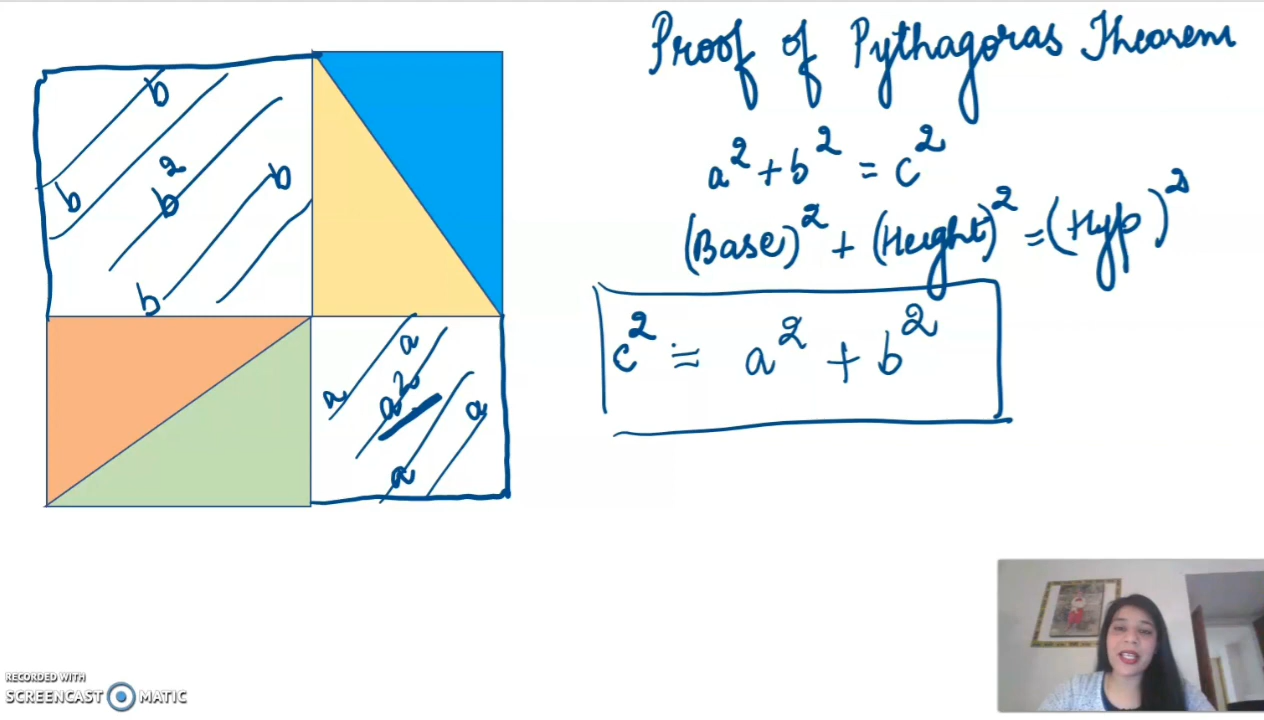 Proof of Pythagoras Theorem
a² + b² = c²
(Base)² + (Height)² = (Hyp)²
c² = a² + b²
b
b
b²
b
b
a
a
a²
a
a
RECORDED WITH
SCREENCAST MATIC